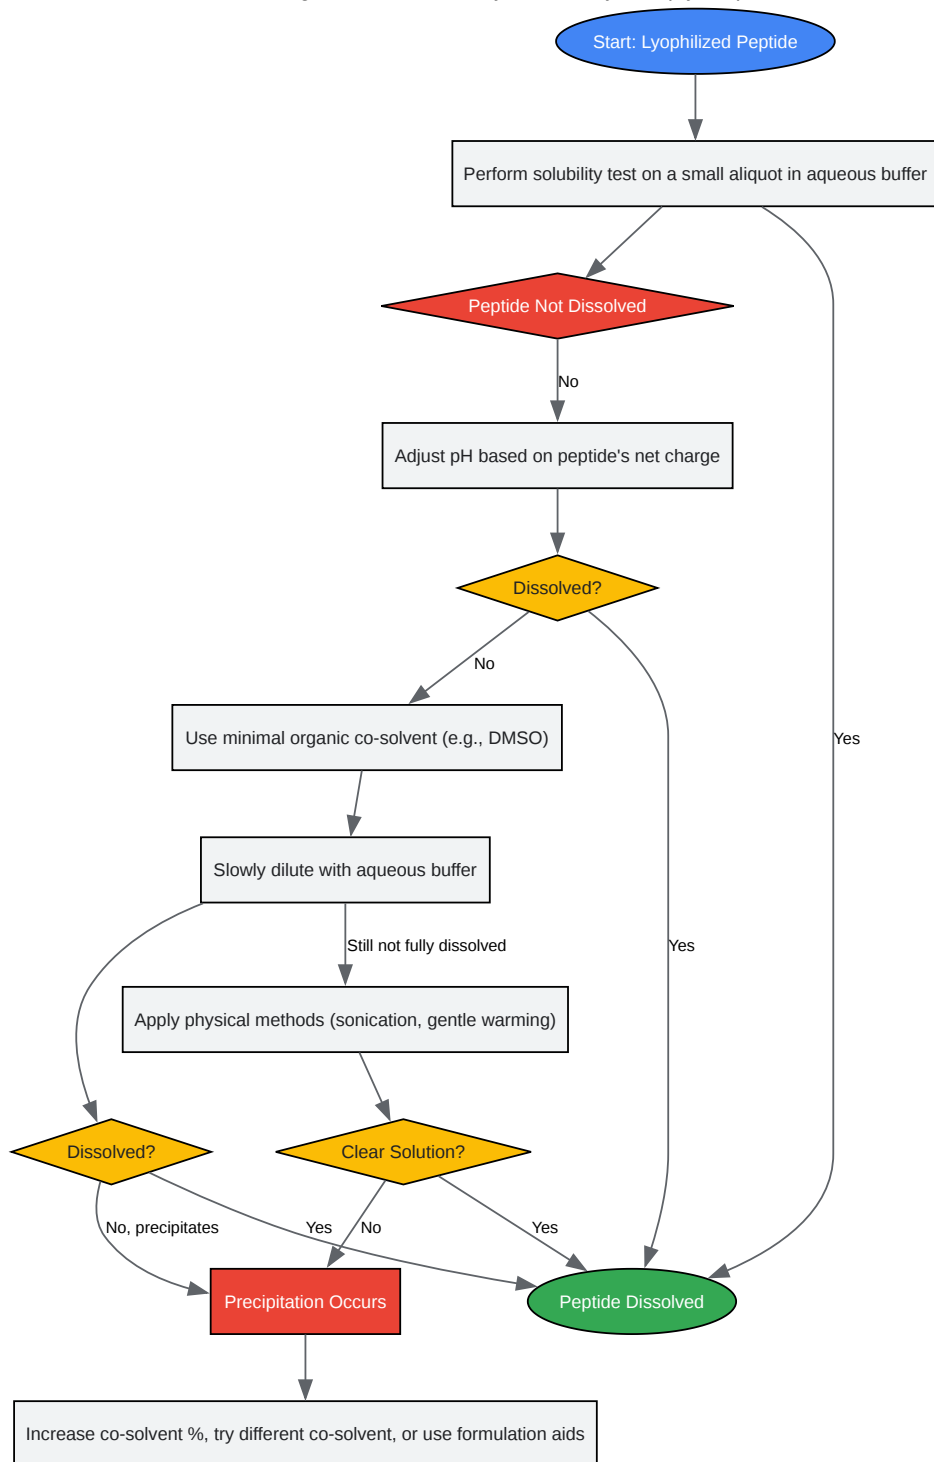 Start: Lyophilized Peptide
Perform solubility test on a small aliquot in aqueous buffer
Peptide Not Dissolved
No
Adjust pH based on peptide's net charge
Dissolved?
No
Use minimal organic co-solvent (e.g., DMSO)
Yes
Slowly dilute with aqueous buffer
Still not fully dissolved
Yes
Apply physical methods (sonication, gentle warming)
Dissolved?
Clear Solution?
No, precipitates
Yes
No
Yes
Precipitation Occurs
Peptide Dissolved
Increase co-solvent %, try different co-solvent, or use formulation aids